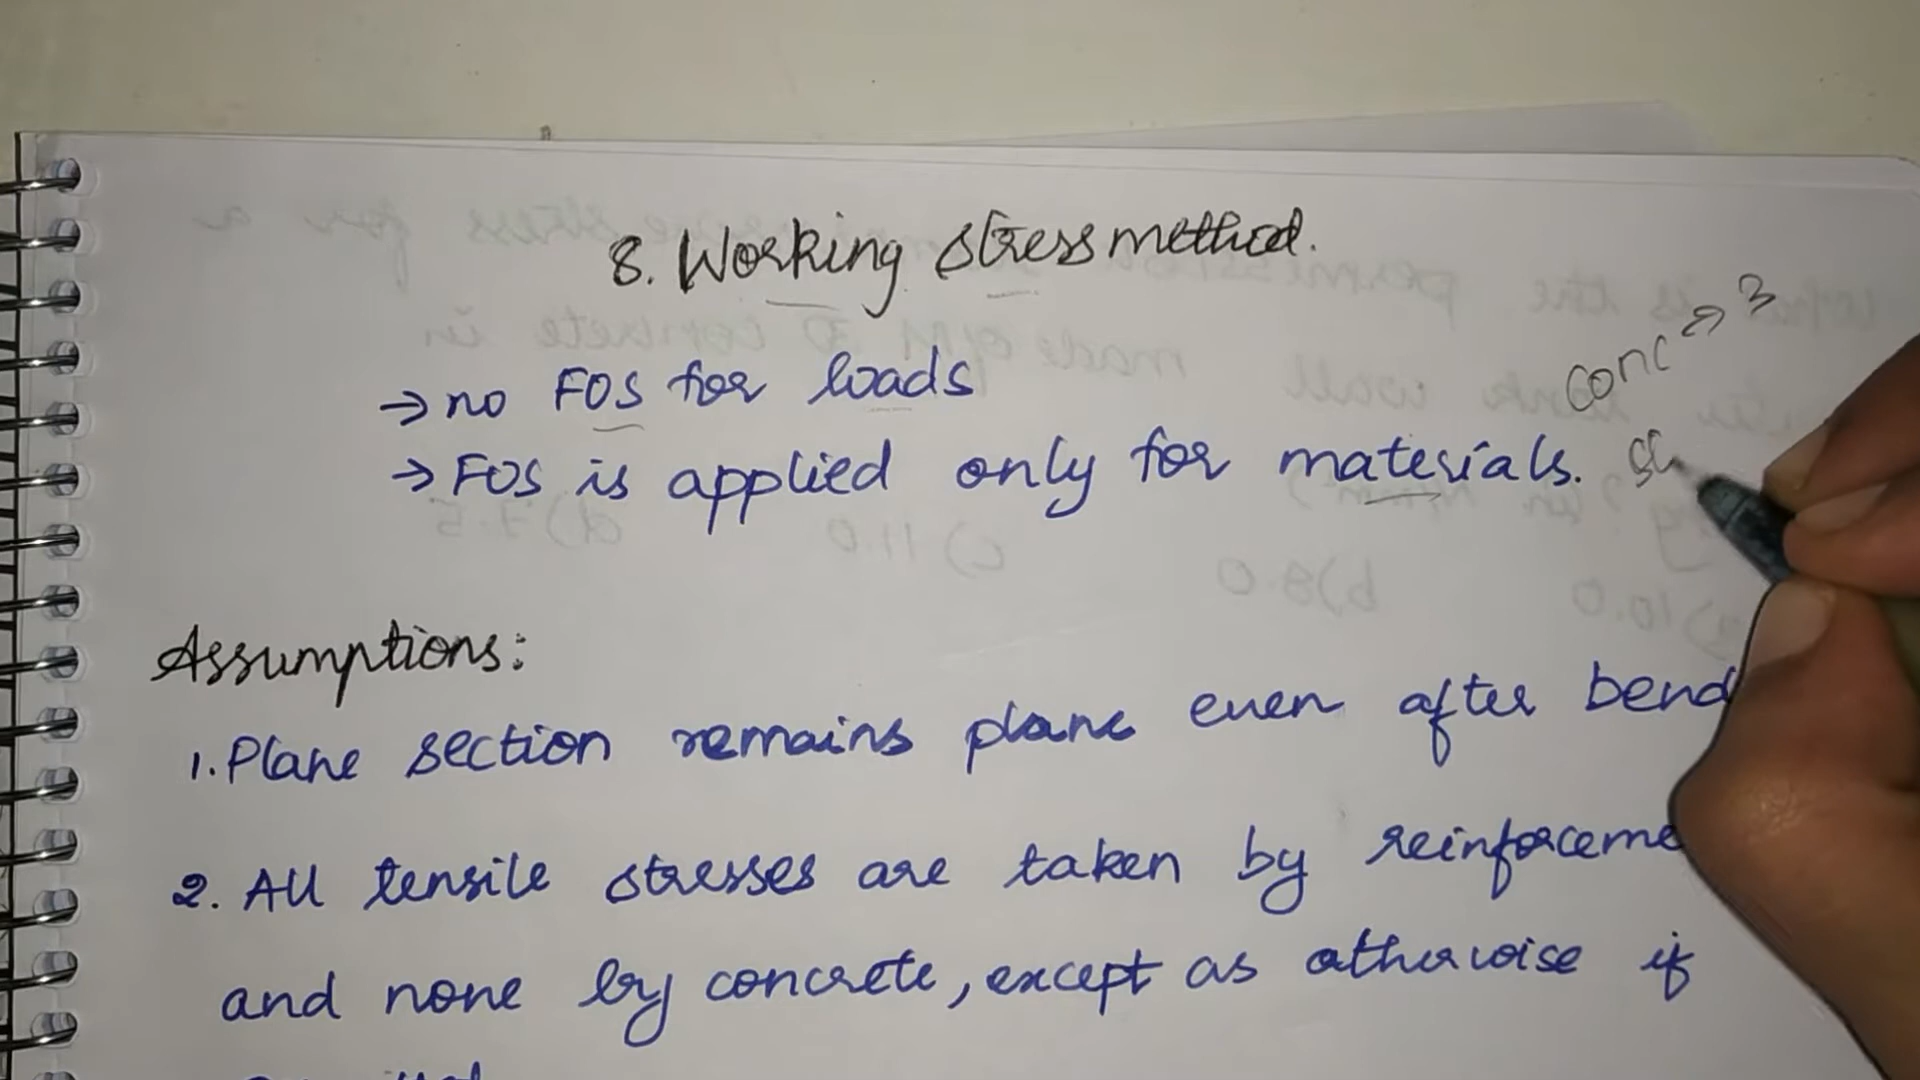 8. Working stress method.
conc → 3
→ no FOS for loads
→ FOS is applied only for materials.
Assumptions:
1. Plane section remains plane even after bend
2. All tensile stresses are taken by reinforceme
and none by concrete, except as otherwise if